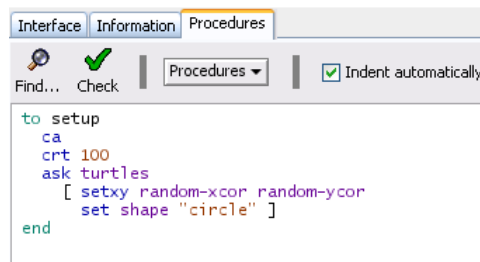 Interface Information Procedures
Find... Check Procedures Indent automatically
to setup
ca
crt 100
ask turtles
[ setxy random-xcor random-ycor
set shape "circle" ]
end